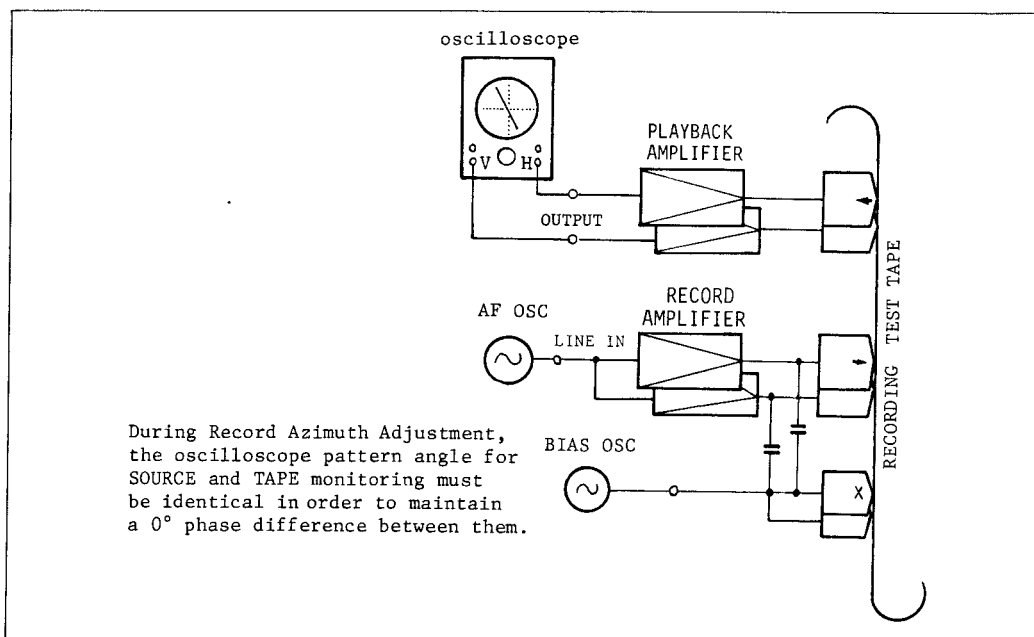 oscilloscope
V H
PLAYBACK
AMPLIFIER
OUTPUT
RECORD
AMPLIFIER
AF OSC
LINE IN
BIAS OSC
X
RECORDING TEST TAPE
During Record Azimuth Adjustment,
the oscilloscope pattern angle for
SOURCE and TAPE monitoring must
be identical in order to maintain
a 0° phase difference between them.